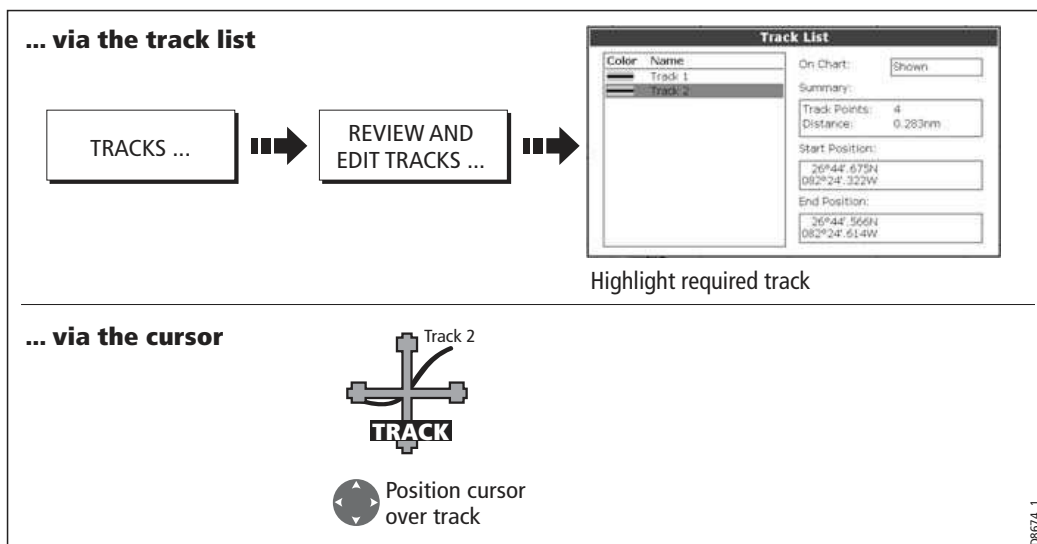 ... via the track list
TRACKS ...
REVIEW AND
EDIT TRACKS ...
Track List
Color Name
Track 1
Track 2
On Chart: Shown
Summary:
Track Points: 4
Distance: 0.283nm
Start Position:
26°44'.675N
082°24'.322W
End Position:
26°44'.566N
082°24'.614W
Highlight required track
... via the cursor
Track 2
TRACK
Position cursor
over track
D8674_1